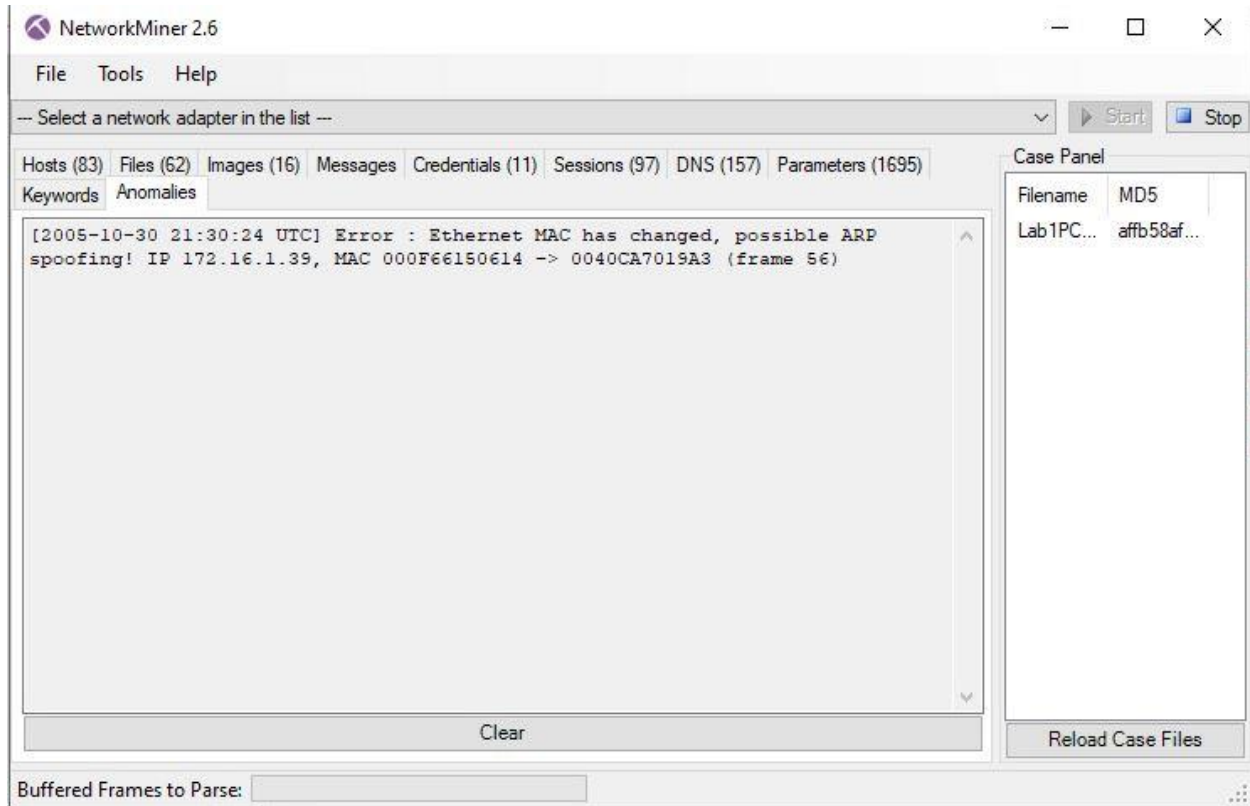 NetworkMiner 2.6
File Tools Help
--- Select a network adapter in the list ---
Start Stop
Hosts (83) Files (62) Images (16) Messages Credentials (11) Sessions (97) DNS (157) Parameters (1695)
Keywords Anomalies
[2005-10-30 21:30:24 UTC] Error : Ethernet MAC has changed, possible ARP
spoofing! IP 172.16.1.39, MAC 000F66150614 -> 0040CA7019A3 (frame 56)
Clear
Case Panel
Filename MD5
Lab1PC... affb58af...
Reload Case Files
Buffered Frames to Parse: